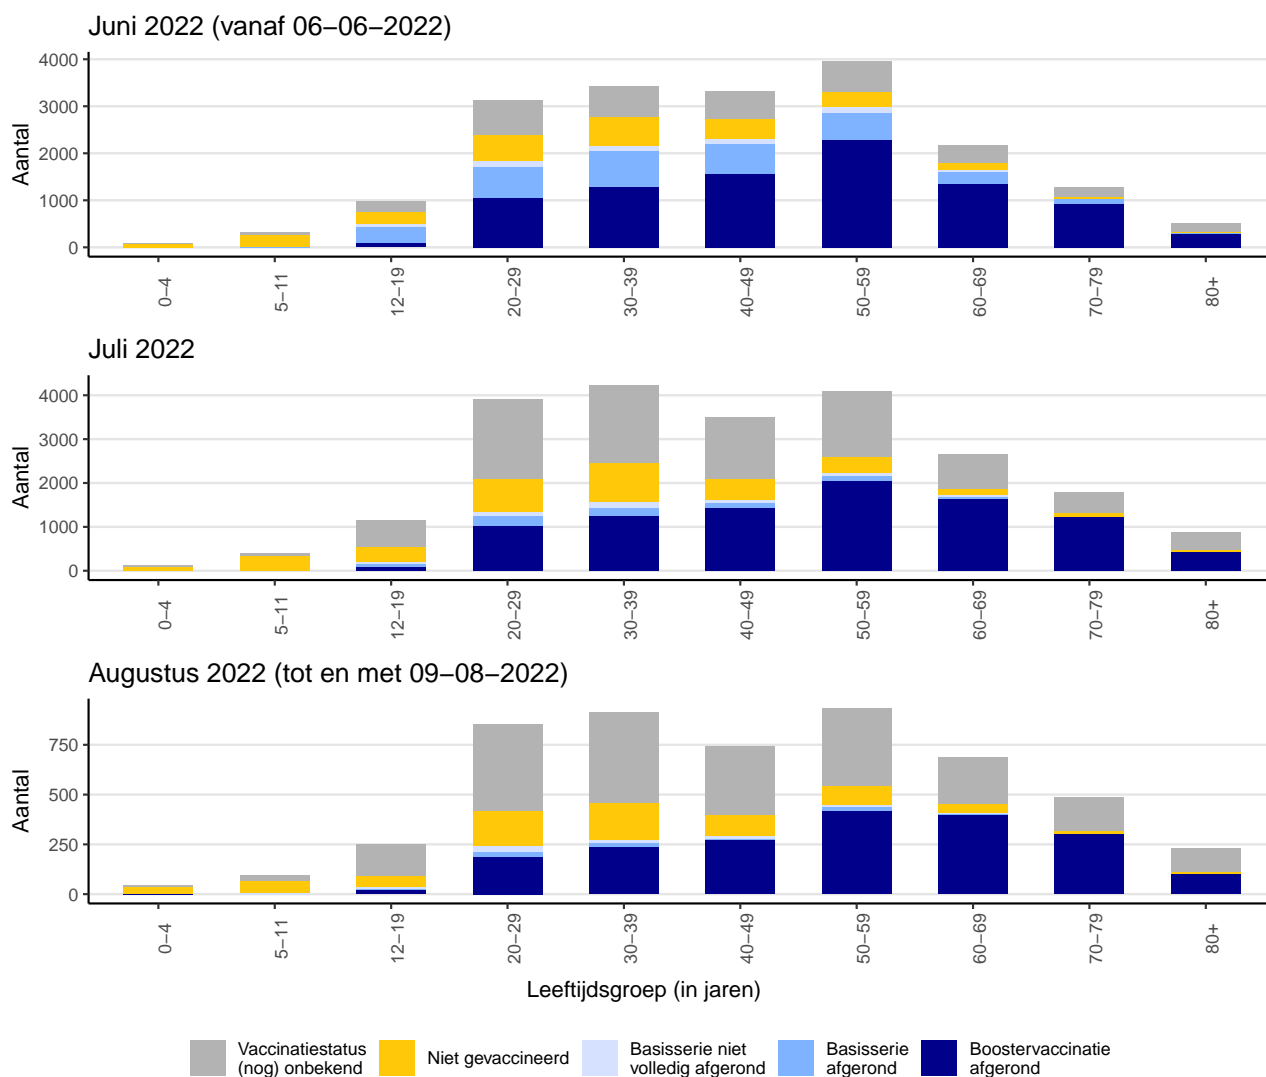 Juni 2022 (vanaf 06−06−2022)
Aantal
4000
3000
2000
1000
0
0−4
5−11
12−19
20−29
30−39
40−49
50−59
60−69
70−79
80+
Juli 2022
4000
3000
2000
1000
0
0−4
5−11
12−19
20−29
30−39
40−49
50−59
60−69
70−79
80+
Aantal
Augustus 2022 (tot en met 09−08−2022)
Aantal
750
500
250
0
0−4
5−11
12−19
20−29
30−39
40−49
50−59
60−69
70−79
80+
Leeftijdsgroep (in jaren)
Vaccinatiestatus
(nog) onbekend
Niet gevaccineerd
Basisserie niet
volledig afgerond
Basisserie
afgerond
Boostervaccinatie
afgerond